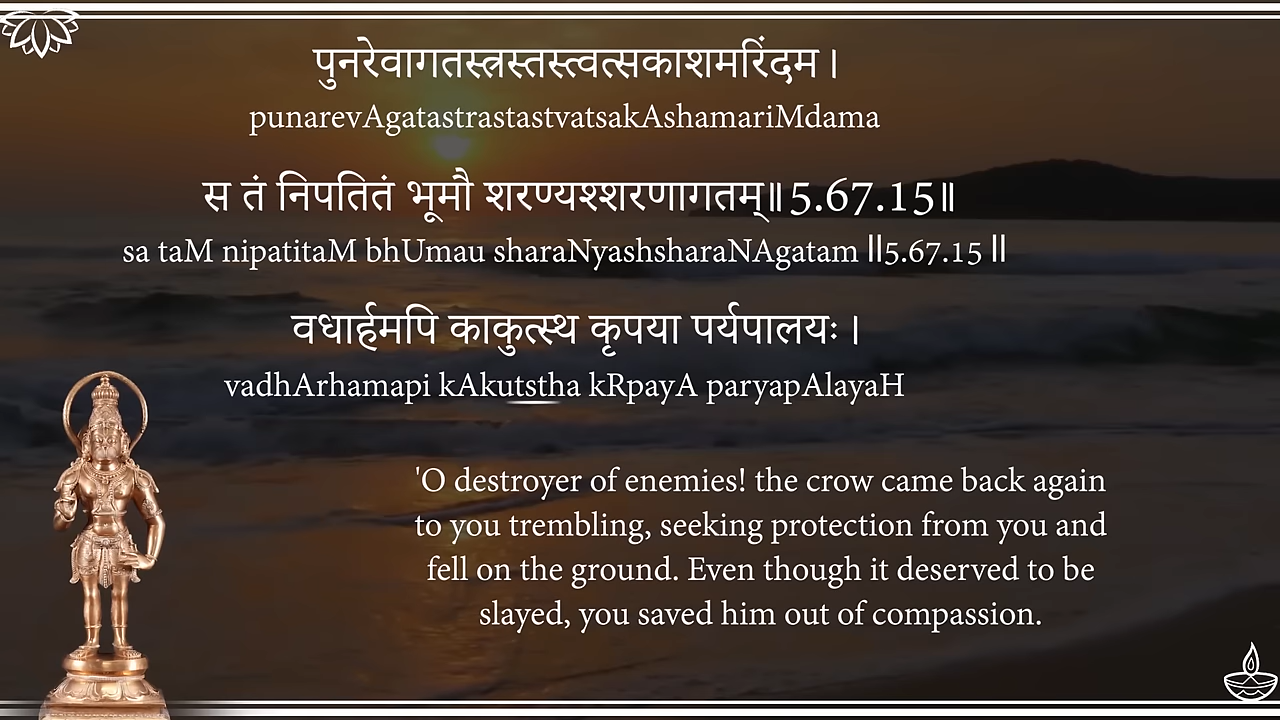 पुनरेवागतस्त्रस्तस्त्वत्सकाशमरिंदम ।
punarevAgatastrastastvatsakAshamariMdama
स तं निपतितं भूमौ शरण्यश्शरणागतम्॥5.67.15॥
sa taM nipatitaM bhUmau sharaNyashsharaNAgatam ||5.67.15 ||
वधार्हमपि काकुत्स्थ कृपया पर्यपालयः ।
vadhArhamapi kAkutstha kRpayA paryapAlayaH
'O destroyer of enemies! the crow came back again
to you trembling, seeking protection from you and
fell on the ground. Even though it deserved to be
slayed, you saved him out of compassion.